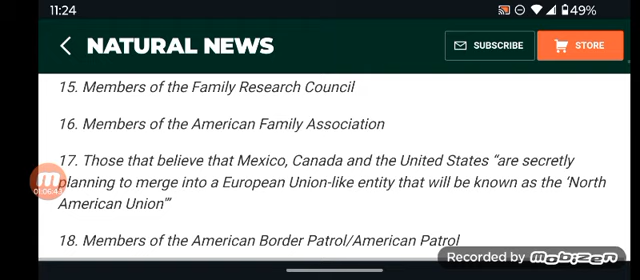 11:24
49%
NATURAL NEWS
SUBSCRIBE
STORE
15. Members of the Family Research Council
16. Members of the American Family Association
17. Those that believe that Mexico, Canada and the United States “are secretly
planning to merge into a European Union-like entity that will be known as the ‘North
American Union’”
18. Members of the American Border Patrol/American Patrol
Recorded by mobizen